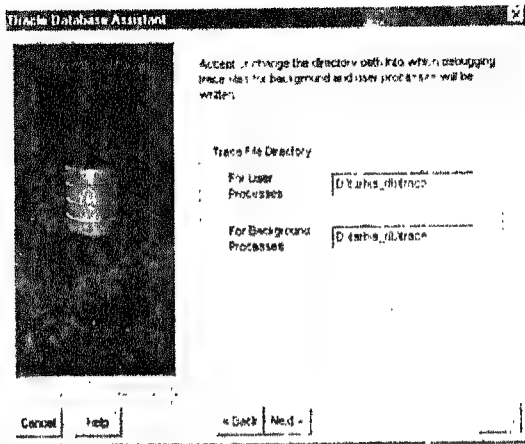 Oracle Database Assistant
Accept or change the directory path into which debugging
trace files for background and user processes will be
written
Trace File Directory
For User
Processes
For Background
Processes
Cancel
Help
« Back
Next »